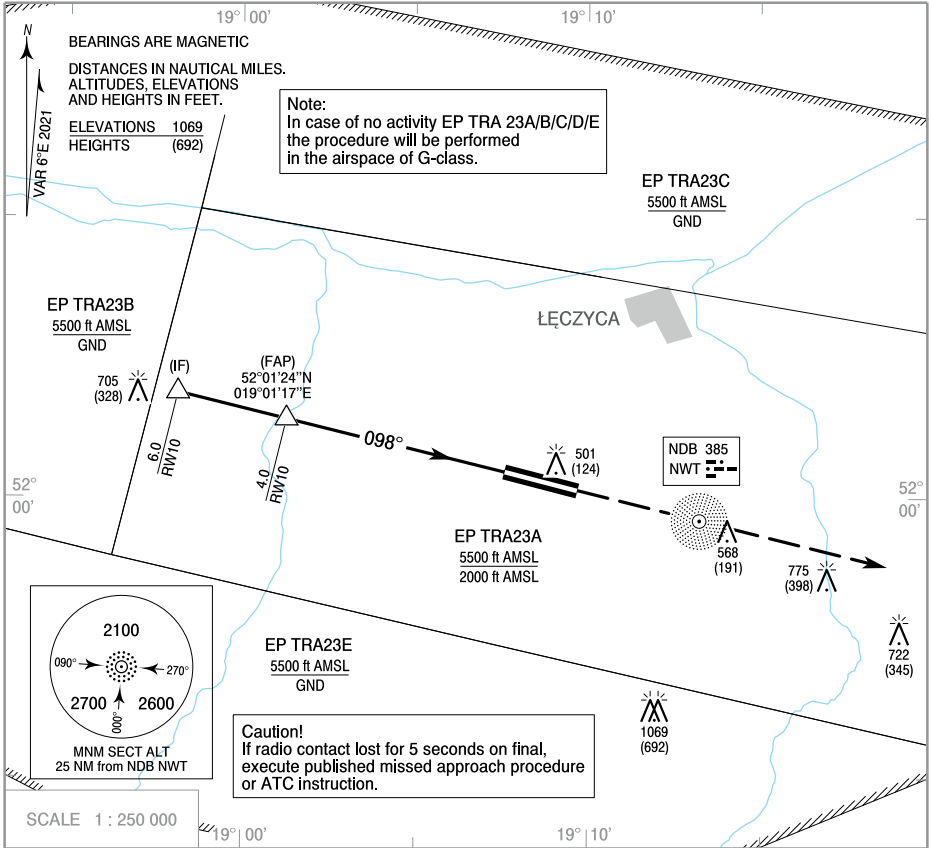 19° 00'
19° 10'
N
VAR 6°E 2021
BEARINGS ARE MAGNETIC
DISTANCES IN NAUTICAL MILES.
ALTITUDES, ELEVATIONS
AND HEIGHTS IN FEET.
ELEVATIONS 1069
HEIGHTS (692)
Note:
In case of no activity EP TRA 23A/B/C/D/E
the procedure will be performed
in the airspace of G-class.
EP TRA23C
5500 ft AMSL
GND
EP TRA23B
5500 ft AMSL
GND
ŁĘCZYCA
705
(328)
(IF)
(FAP)
52°01'24"N
019°01'17"E
6.0
RW10
4.0
RW10
098°
501
(124)
NDB 385
NWT
52°
00'
52°
00'
EP TRA23A
5500 ft AMSL
2000 ft AMSL
568
(191)
775
(398)
722
(345)
2100
090°
270°
2700
000°
2600
MNM SECT ALT
25 NM from NDB NWT
EP TRA23E
5500 ft AMSL
GND
1069
(692)
Caution!
If radio contact lost for 5 seconds on final,
execute published missed approach procedure
or ATC instruction.
SCALE 1 : 250 000
19° 00'
19° 10'